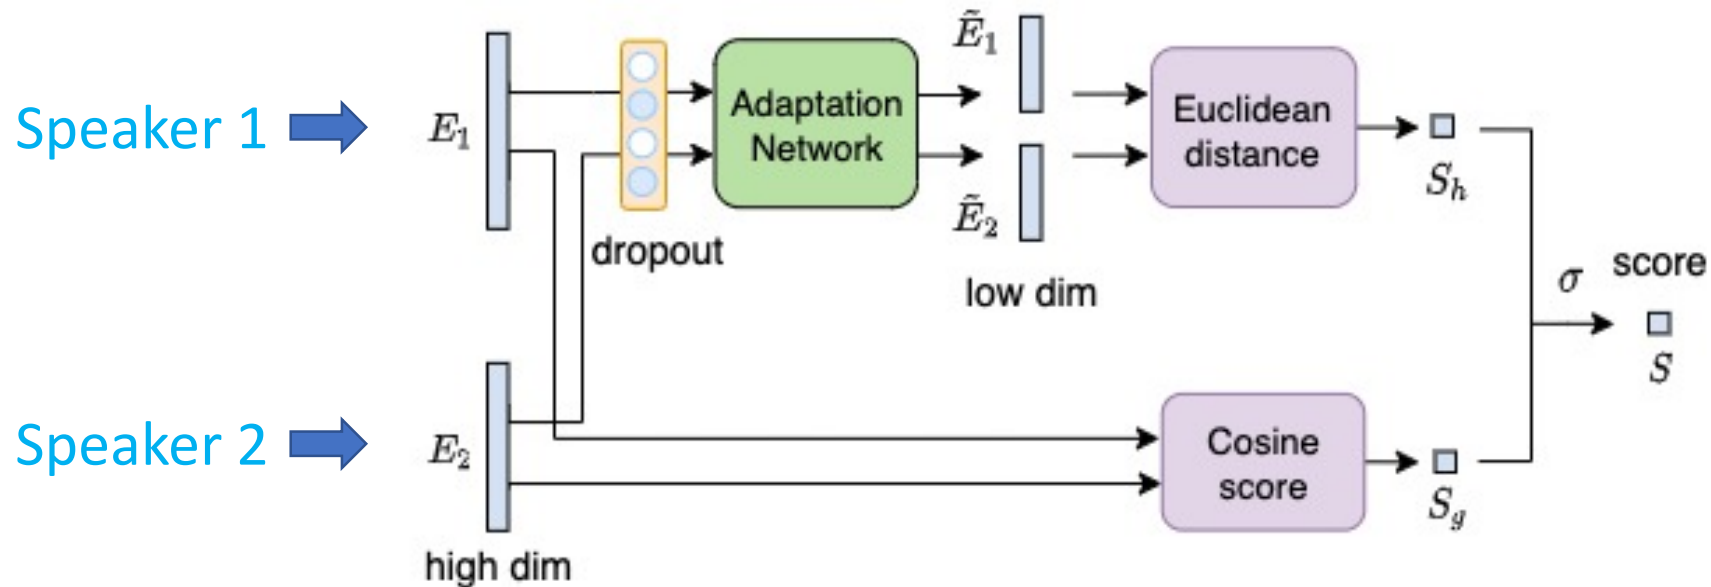 Speaker 1
E₁
dropout
Adaptation
Network
Ẽ₁
Ẽ₂
low dim
Euclidean
distance
Sₕ
Speaker 2
E₂
high dim
Cosine
score
S_g
σ
score
S